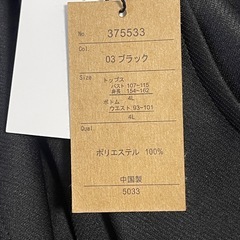 No 375533
Col. 03 ブラック
Size
トップス
バスト:107-115
身長:154-162
4L
ボトム
ウエスト:93-101
4L
Qual.
ポリエステル 100%
中国製
5033